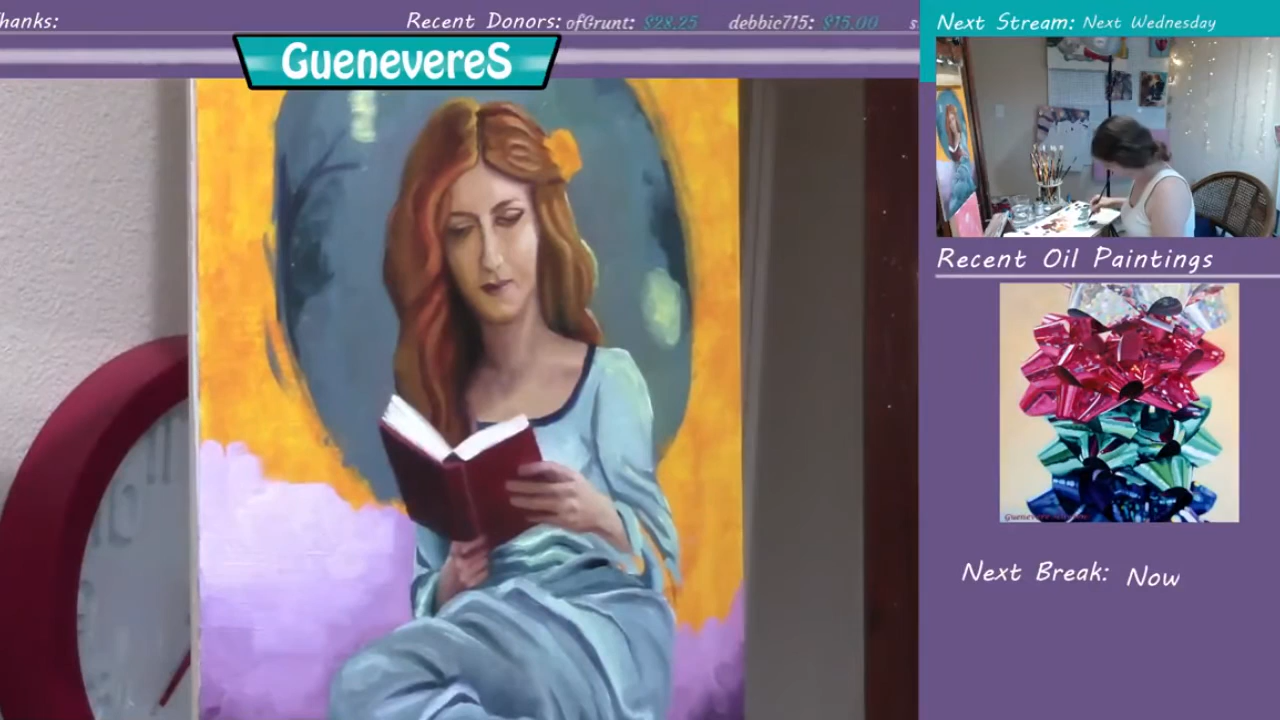 hanks:
Recent Donors: ofGrunt: $28.25 debbie715: $15.00 s
GuenevereS
Next Stream: Next Wednesday
Recent Oil Paintings
Next Break: Now